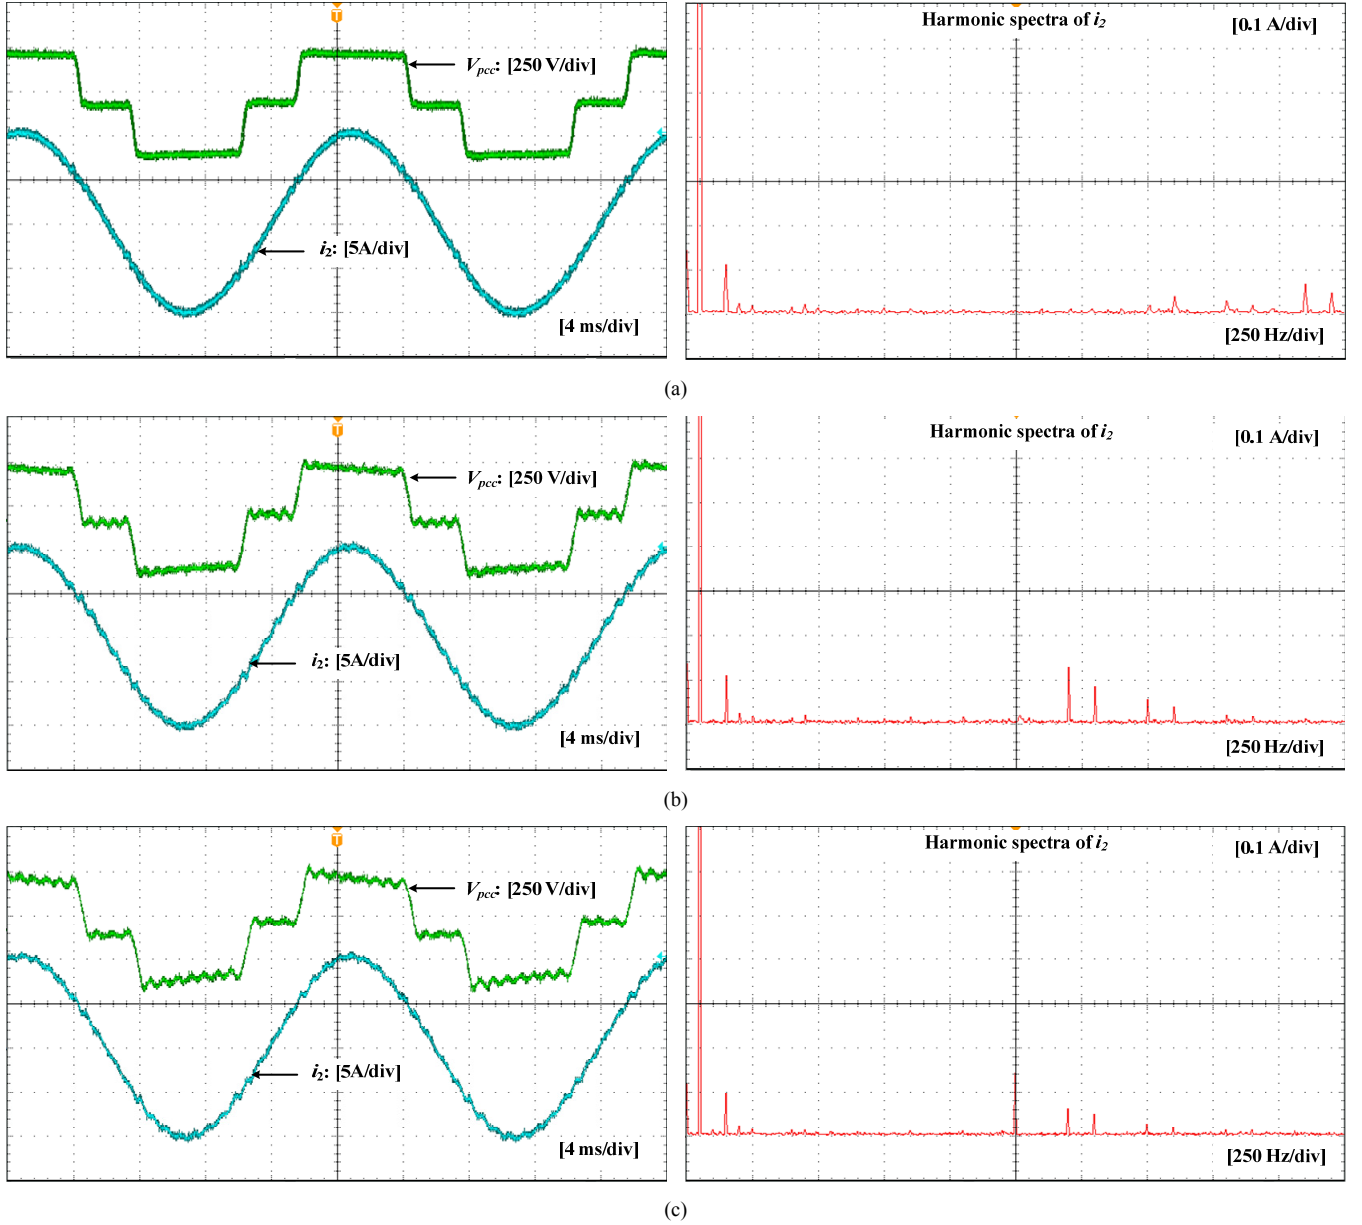 T
Harmonic spectra of i2
[0.1 A/div]
Vpcc: [250 V/div]
i2: [5A/div]
[4 ms/div]
[250 Hz/div]
(a)
T
Harmonic spectra of i2
[0.1 A/div]
Vpcc: [250 V/div]
i2: [5A/div]
[4 ms/div]
[250 Hz/div]
(b)
T
Harmonic spectra of i2
[0.1 A/div]
Vpcc: [250 V/div]
i2: [5A/div]
[4 ms/div]
[250 Hz/div]
(c)